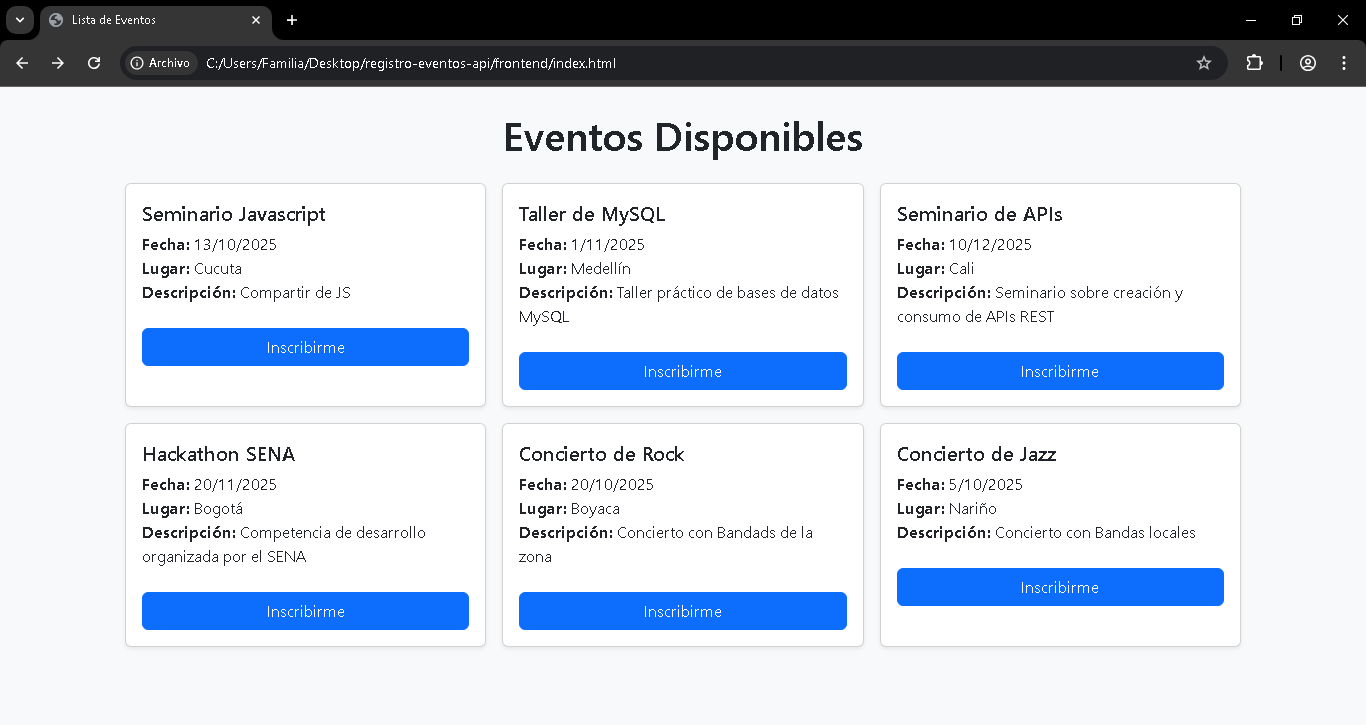 Lista de Eventos
Archivo
C:/Users/Familia/Desktop/registro-eventos-api/frontend/index.html
Eventos Disponibles
Seminario Javascript
Fecha: 13/10/2025
Lugar: Cucuta
Descripción: Compartir de JS
Inscribirme
Taller de MySQL
Fecha: 1/11/2025
Lugar: Medellín
Descripción: Taller práctico de bases de datos
MySQL
Inscribirme
Seminario de APIs
Fecha: 10/12/2025
Lugar: Cali
Descripción: Seminario sobre creación y
consumo de APIs REST
Inscribirme
Hackathon SENA
Fecha: 20/11/2025
Lugar: Bogotá
Descripción: Competencia de desarrollo
organizada por el SENA
Inscribirme
Concierto de Rock
Fecha: 20/10/2025
Lugar: Boyaca
Descripción: Concierto con Bandads de la
zona
Inscribirme
Concierto de Jazz
Fecha: 5/10/2025
Lugar: Nariño
Descripción: Concierto con Bandas locales
Inscribirme